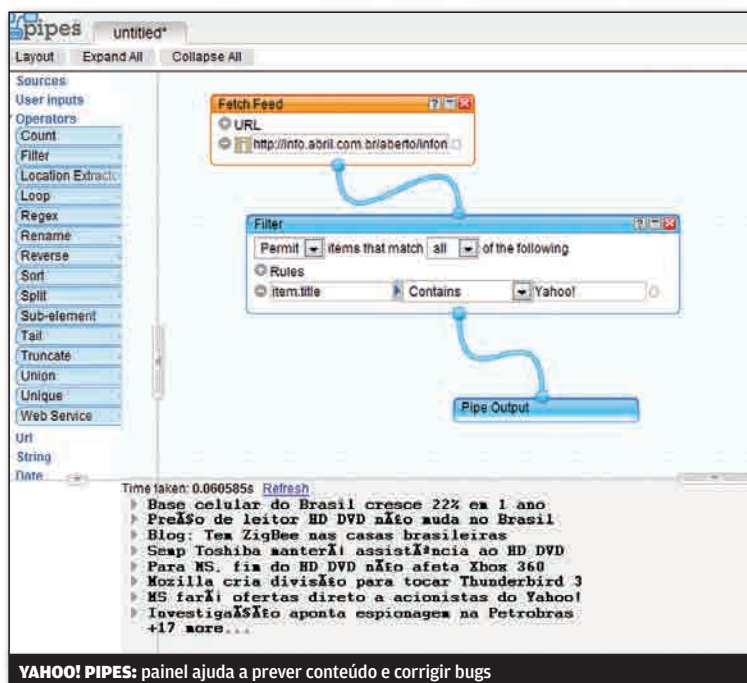 pipes
untitled*
Layout Expand All Collapse All
Sources
User inputs
Operators
Count
Filter
Location Extractor
Loop
Regex
Rename
Reverse
Sort
Split
Sub-element
Tail
Truncate
Union
Unique
Web Service
Url
String
Date
Fetch Feed
URL
http://info.abril.com.br/aberto/infon
Filter
Permit items that match all of the following
Rules
item.title Contains Yahoo!
Pipe Output
Time taken: 0.060585s Refresh
Base celular do Brasil cresce 22% em 1 ano
PreÃ§o de leitor HD DVD nÃ£o muda no Brasil
Blog: Tem ZigBee nas casas brasileiras
Semp Toshiba manterÃ¡ assistÃªncia ao HD DVD
Para MS, fim do HD DVD nÃ£o afeta Xbox 360
Mozilla cria divisÃ£o para tocar Thunderbird 3
MS farÃ¡ ofertas direto a acionistas do Yahoo!
InvestigaÃ§Ã£o aponta espionagem na Petrobras
+17 more...
YAHOO! PIPES: painel ajuda a prever conteúdo e corrigir bugs